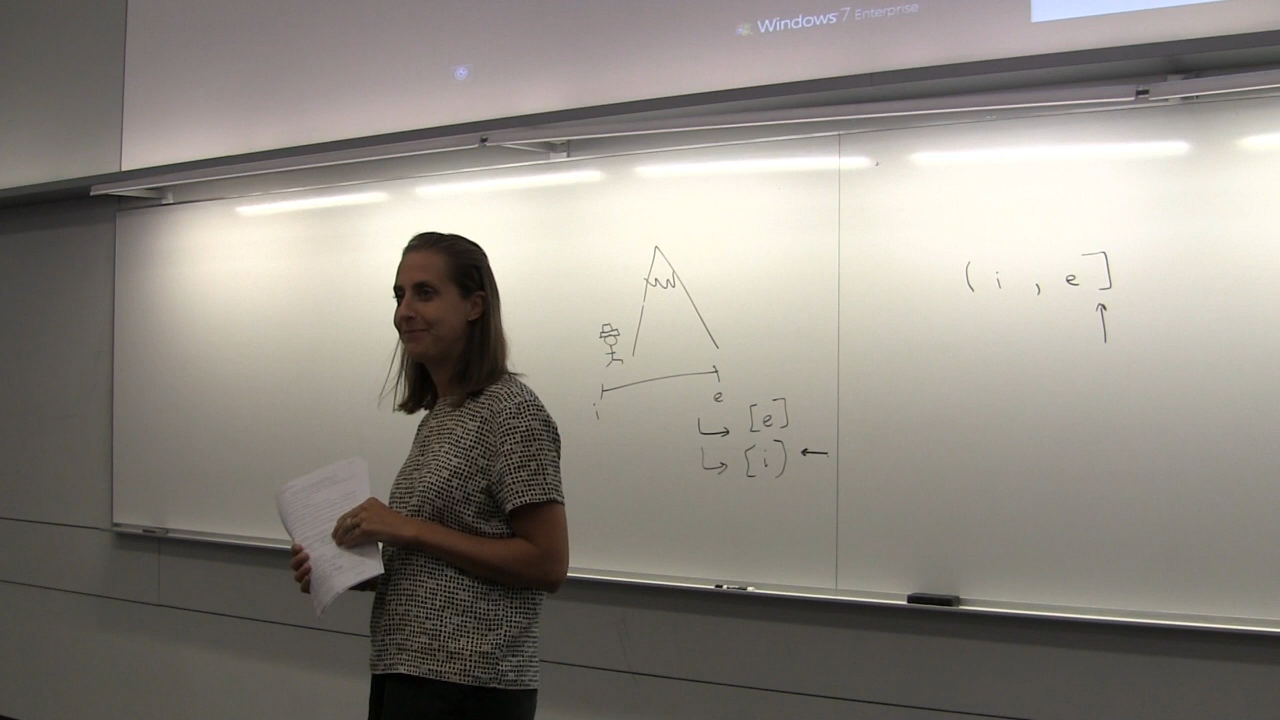 Windows 7 Enterprise
i
e
[e]
[i)
( i , e ]